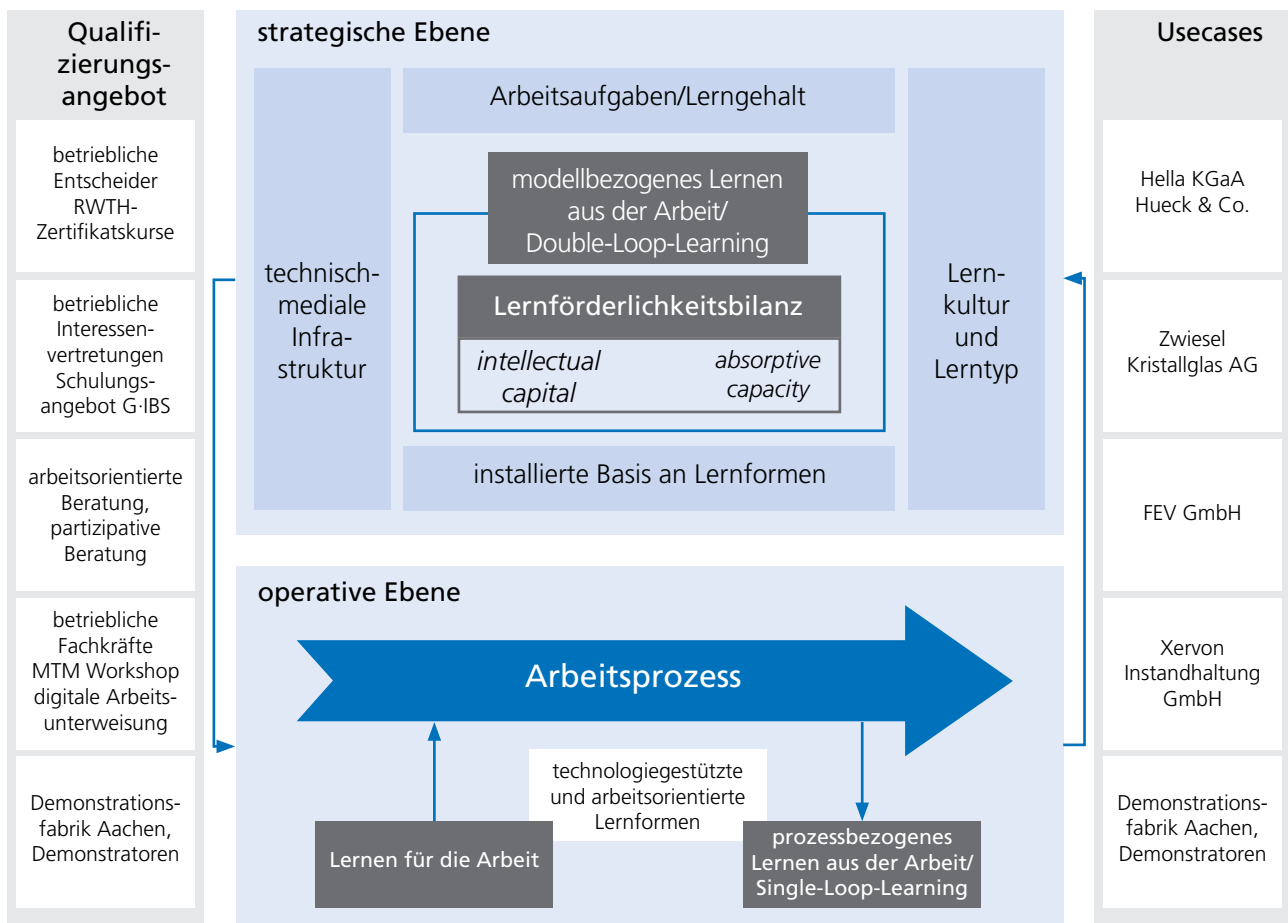 Qualifi-
zierungs-
angebot
betriebliche
Entscheider
RWTH-
Zertifikatskurse
betriebliche
Interessen-
vertretungen
Schulungs-
angebot G·IBS
arbeitsorientierte
Beratung,
partizipative
Beratung
betriebliche
Fachkräfte
MTM Workshop
digitale Arbeits-
unterweisung
Demonstrations-
fabrik Aachen,
Demonstratoren
strategische Ebene
Arbeitsaufgaben/Lerngehalt
technisch-
mediale
Infra-
struktur
modellbezogenes Lernen
aus der Arbeit/
Double-Loop-Learning
Lernförderlichkeitsbilanz
intellectual
capital
absorptive
capacity
Lern-
kultur
und
Lerntyp
installierte Basis an Lernformen
operative Ebene
Arbeitsprozess
Lernen für die Arbeit
technologiegestützte
und arbeitsorientierte
Lernformen
prozessbezogenes
Lernen aus der Arbeit/
Single-Loop-Learning
Usecases
Hella KGaA
Hueck & Co.
Zwiesel
Kristallglas AG
FEV GmbH
Xervon
Instandhaltung
GmbH
Demonstrations-
fabrik Aachen,
Demonstratoren